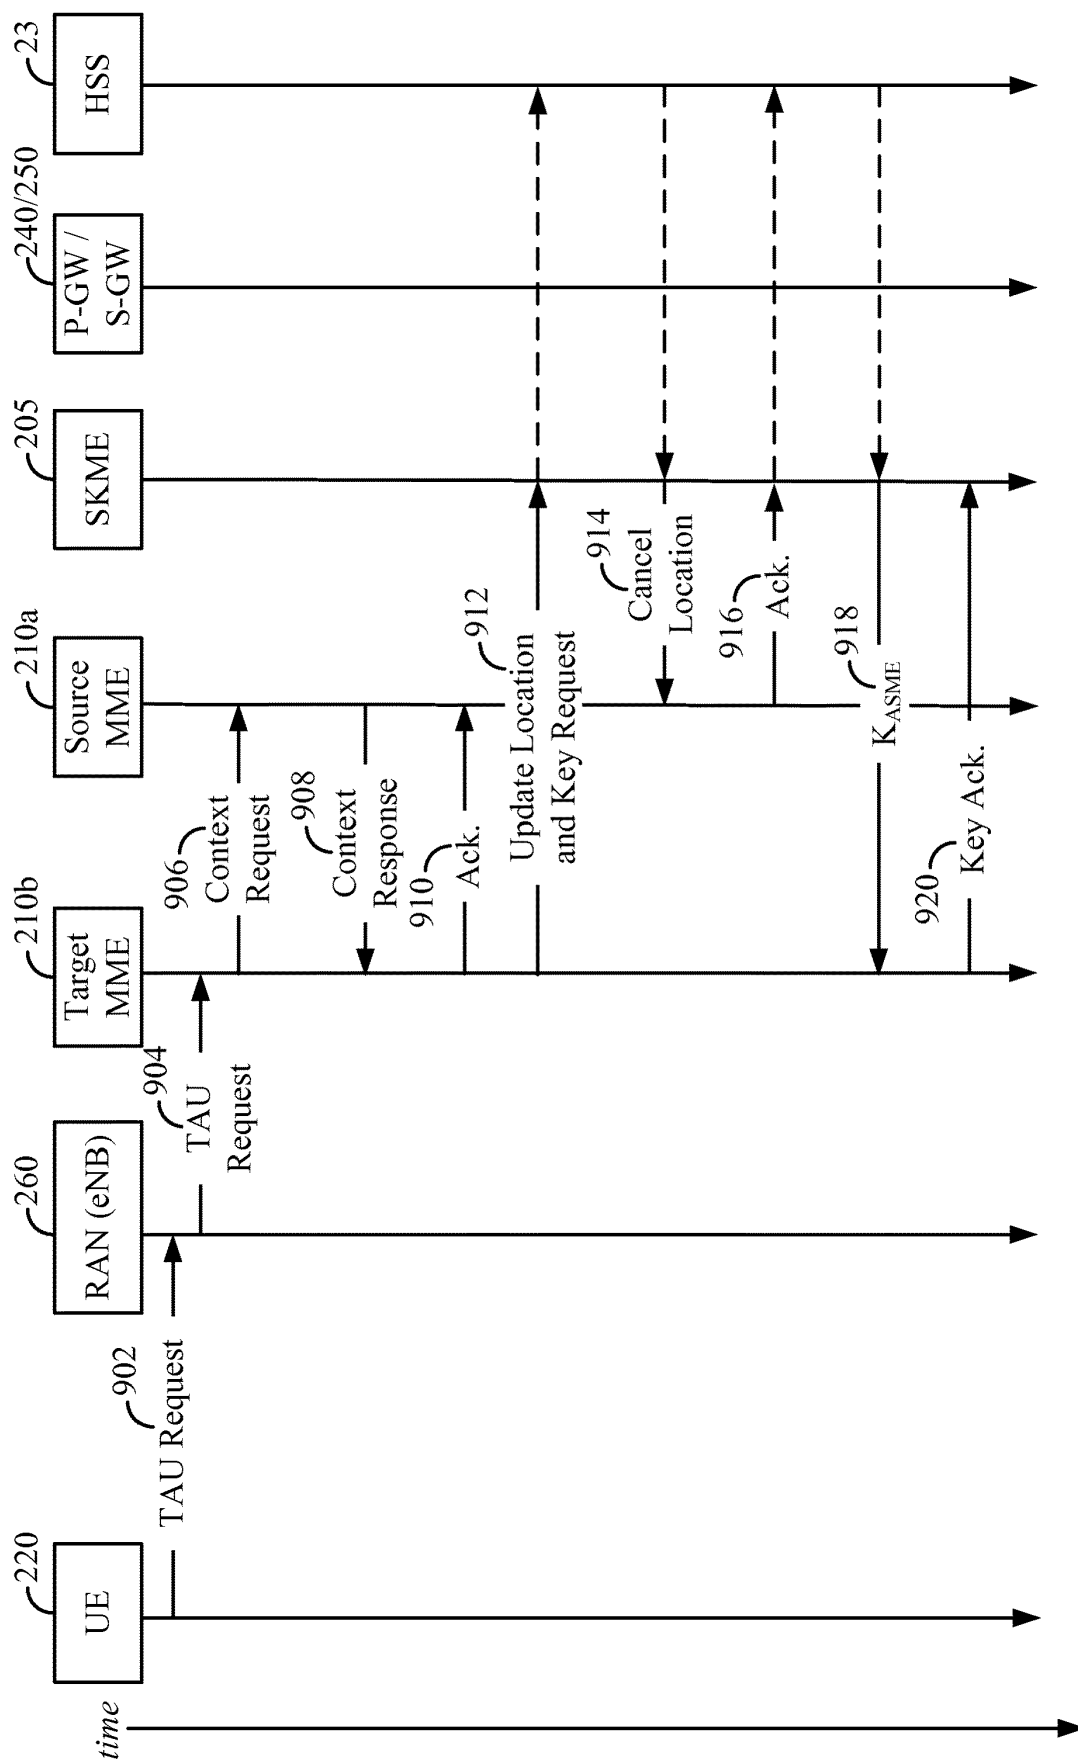 time
220
UE
260
RAN (eNB)
210b
Target
MME
210a
Source
MME
205
SKME
240/250
P-GW /
S-GW
23
HSS
902
TAU Request
904
TAU
Request
906
Context
Request
908
Context
Response
910
Ack.
912
Update Location
and Key Request
914
Cancel
Location
916
Ack.
918
KASME
920
Key Ack.